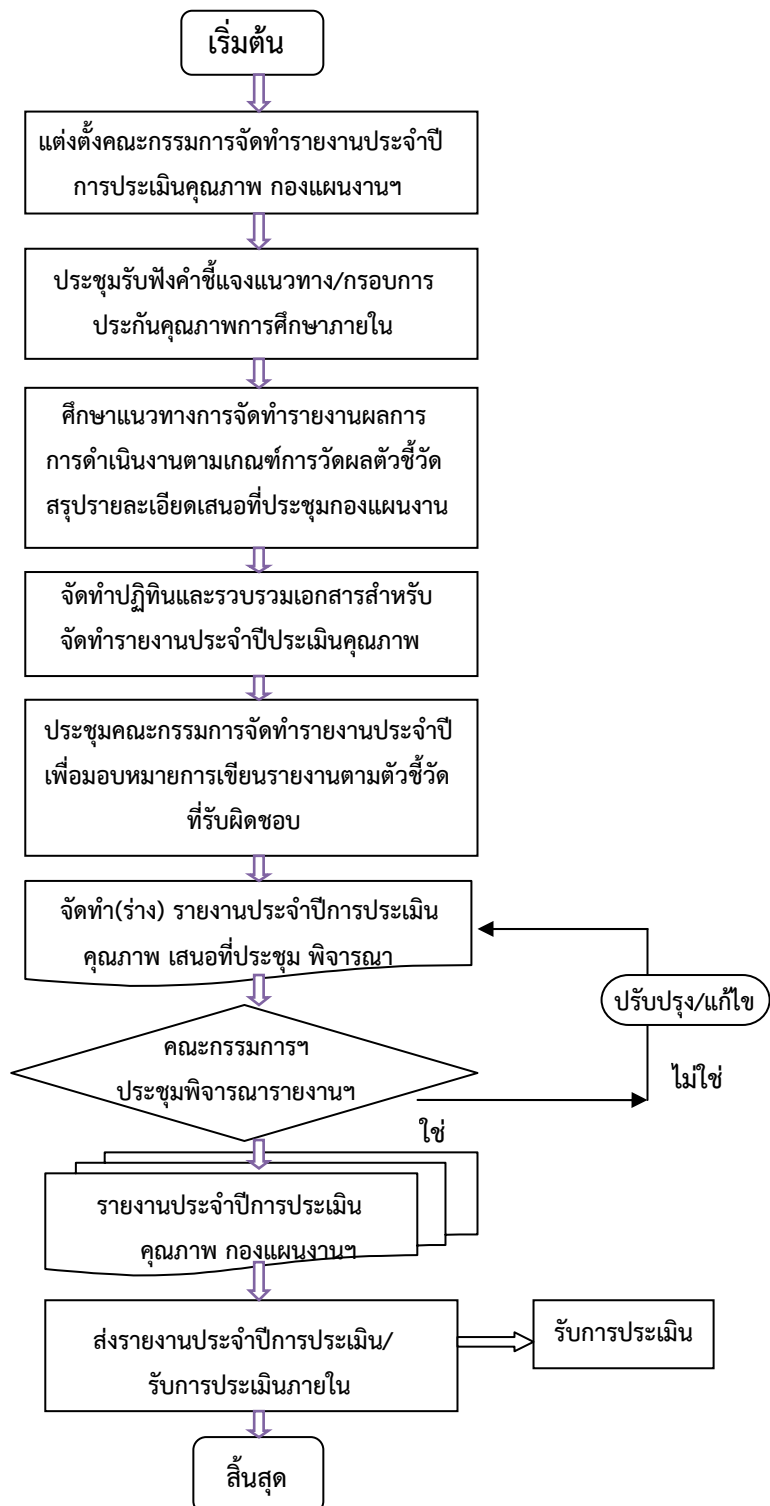 เริ่มต้น
แต่งตั้งคณะกรรมการจัดทำรายงานประจำปี
การประเมินคุณภาพ กองแผนงานฯ
ประชุมรับฟังคำชี้แจงแนวทาง/กรอบการ
ประกันคุณภาพการศึกษาภายใน
ศึกษาแนวทางการจัดทำรายงานผลการ
การดำเนินงานตามเกณฑ์การวัดผลตัวชี้วัด
สรุปรายละเอียดเสนอที่ประชุมกองแผนงาน
จัดทำปฏิทินและรวบรวมเอกสารสำหรับ
จัดทำรายงานประจำปีประเมินคุณภาพ
ประชุมคณะกรรมการจัดทำรายงานประจำปี
เพื่อมอบหมายการเขียนรายงานตามตัวชี้วัด
ที่รับผิดชอบ
จัดทำ(ร่าง) รายงานประจำปีการประเมิน
คุณภาพ เสนอที่ประชุม พิจารณา
ปรับปรุง/แก้ไข
คณะกรรมการฯ
ประชุมพิจารณารายงานฯ
ไม่ใช่
ใช่
รายงานประจำปีการประเมิน
คุณภาพ กองแผนงานฯ
ส่งรายงานประจำปีการประเมิน/
รับการประเมินภายใน
รับการประเมิน
สิ้นสุด